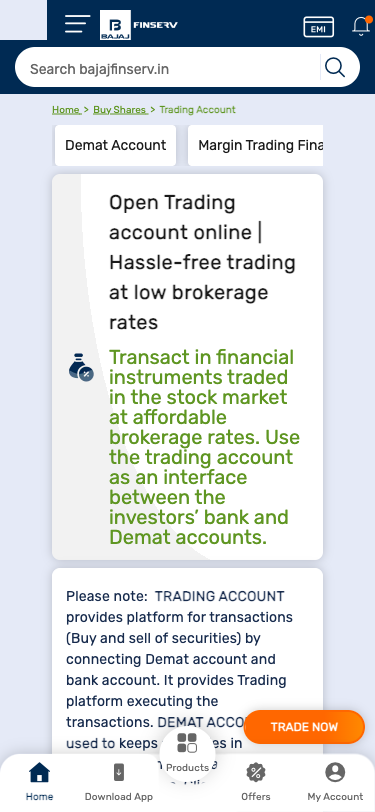 BAJAJ FINSERV
EMI
Search bajajfinserv.in
Home > Buy Shares > Trading Account
Demat Account
Margin Trading Fina
Open Trading
account online |
Hassle-free trading
at low brokerage
rates
Transact in financial
instruments traded
in the stock market
at affordable
brokerage rates. Use
the trading account
as an interface
between the
investors' bank and
Demat accounts.
Please note: TRADING ACCOUNT
provides platform for transactions
(Buy and sell of securities) by
connecting Demat account and
bank account. It provides Trading
platform executing the
transactions. DEMAT ACCO
TRADE NOW
used to keeps
es in
Products
Home
Download App
Offers
My Account